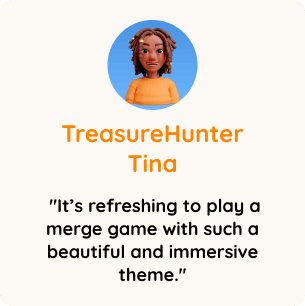 TreasureHunter
Tina
"It’s refreshing to play a
merge game with such a
beautiful and immersive
theme."